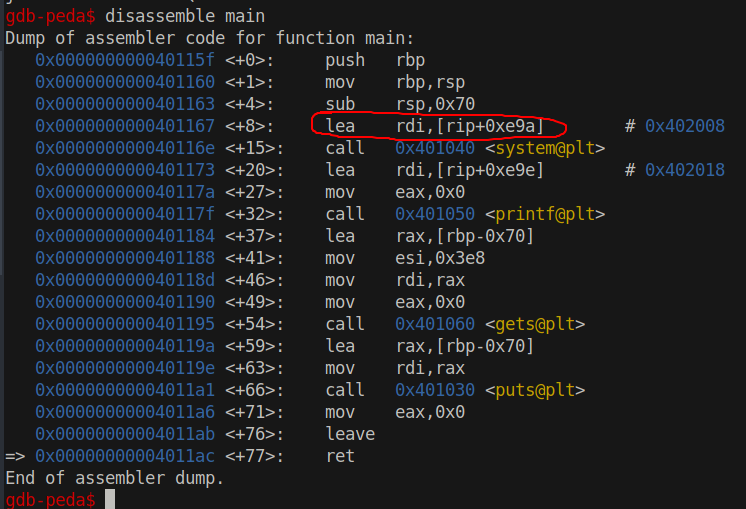 gdb-peda$ disassemble main
Dump of assembler code for function main:
   0x000000000040115f <+0>:	push   rbp
   0x0000000000401160 <+1>:	mov    rbp,rsp
   0x0000000000401163 <+4>:	sub    rsp,0x70
   0x0000000000401167 <+8>:	lea    rdi,[rip+0xe9a]        # 0x402008
   0x000000000040116e <+15>:	call   0x401040 <system@plt>
   0x0000000000401173 <+20>:	lea    rdi,[rip+0xe9e]        # 0x402018
   0x000000000040117a <+27>:	mov    eax,0x0
   0x000000000040117f <+32>:	call   0x401050 <printf@plt>
   0x0000000000401184 <+37>:	lea    rax,[rbp-0x70]
   0x0000000000401188 <+41>:	mov    esi,0x3e8
   0x000000000040118d <+46>:	mov    rdi,rax
   0x0000000000401190 <+49>:	mov    eax,0x0
   0x0000000000401195 <+54>:	call   0x401060 <gets@plt>
   0x000000000040119a <+59>:	lea    rax,[rbp-0x70]
   0x000000000040119e <+63>:	mov    rdi,rax
   0x00000000004011a1 <+66>:	call   0x401030 <puts@plt>
   0x00000000004011a6 <+71>:	mov    eax,0x0
   0x00000000004011ab <+76>:	leave
=> 0x00000000004011ac <+77>:	ret
End of assembler dump.
gdb-peda$